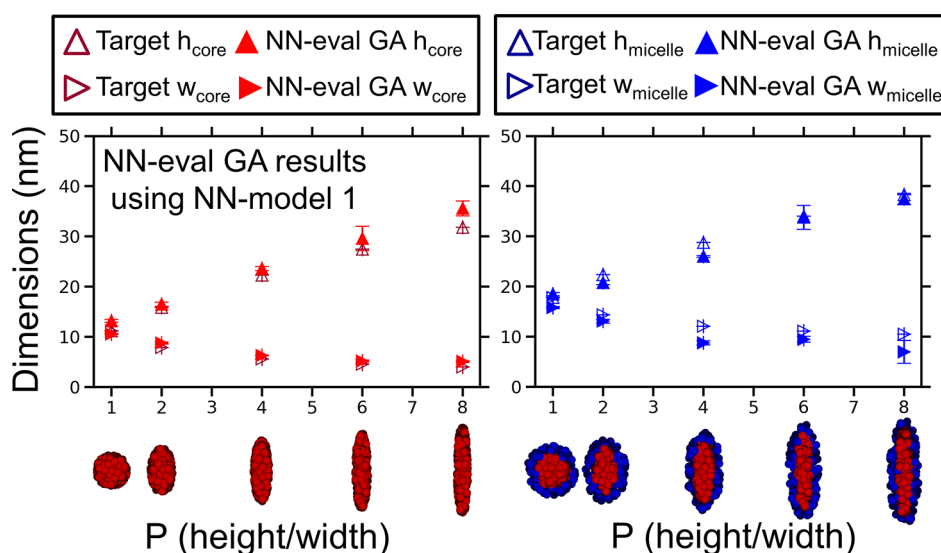 Target h_core NN-eval GA h_core
Target w_core NN-eval GA w_core
Target h_micelle NN-eval GA h_micelle
Target w_micelle NN-eval GA w_micelle
Dimensions (nm)
50
40
30
20
10
0
NN-eval GA results
using NN-model 1
1 2 3 4 5 6 7 8
P (height/width)
50
40
30
20
10
0
1 2 3 4 5 6 7 8
P (height/width)